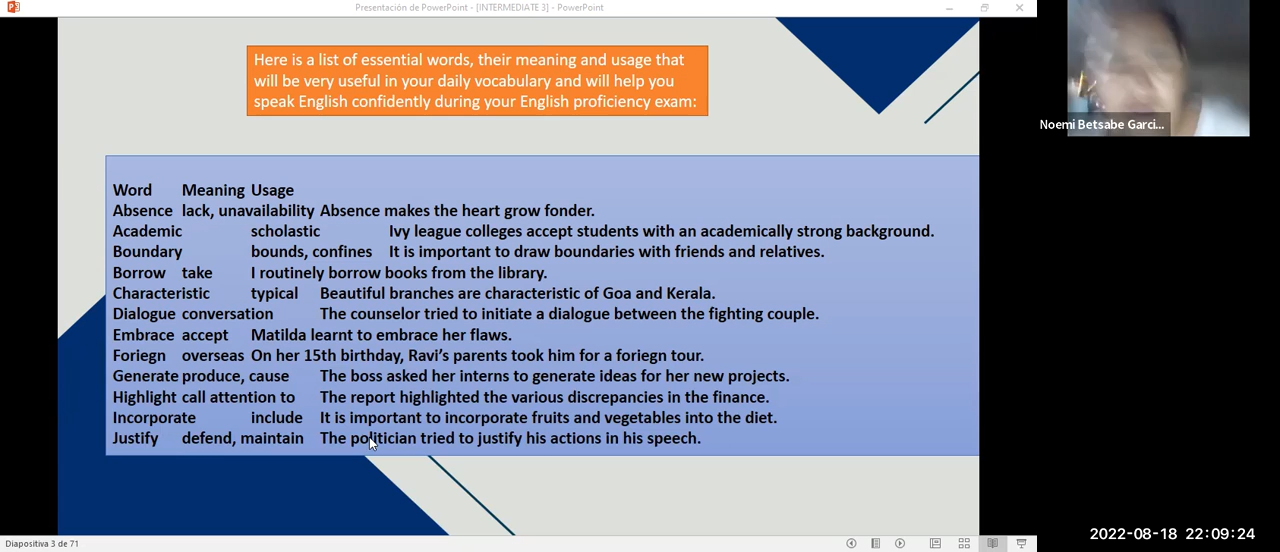 Presentación de PowerPoint - [INTERMEDIATE 3] - PowerPoint
Here is a list of essential words, their meaning and usage that
will be very useful in your daily vocabulary and will help you
speak English confidently during your English proficiency exam:
Noemi Betsabe Garci...
Word Meaning Usage
Absence lack, unavailability Absence makes the heart grow fonder.
Academic scholastic Ivy league colleges accept students with an academically strong background.
Boundary bounds, confines It is important to draw boundaries with friends and relatives.
Borrow take I routinely borrow books from the library.
Characteristic typical Beautiful branches are characteristic of Goa and Kerala.
Dialogue conversation The counselor tried to initiate a dialogue between the fighting couple.
Embrace accept Matilda learnt to embrace her flaws.
Foriegn overseas On her 15th birthday, Ravi's parents took him for a foriegn tour.
Generate produce, cause The boss asked her interns to generate ideas for her new projects.
Highlight call attention to The report highlighted the various discrepancies in the finance.
Incorporate include It is important to incorporate fruits and vegetables into the diet.
Justify defend, maintain The politician tried to justify his actions in his speech.
Diapositiva 3 de 71
2022-08-18 22:09:24